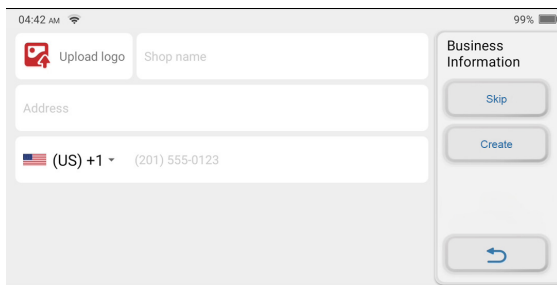 04:42 AM
99%
Upload logo
Shop name
Address
(US) +1
(201) 555-0123
Business
Information
Skip
Create